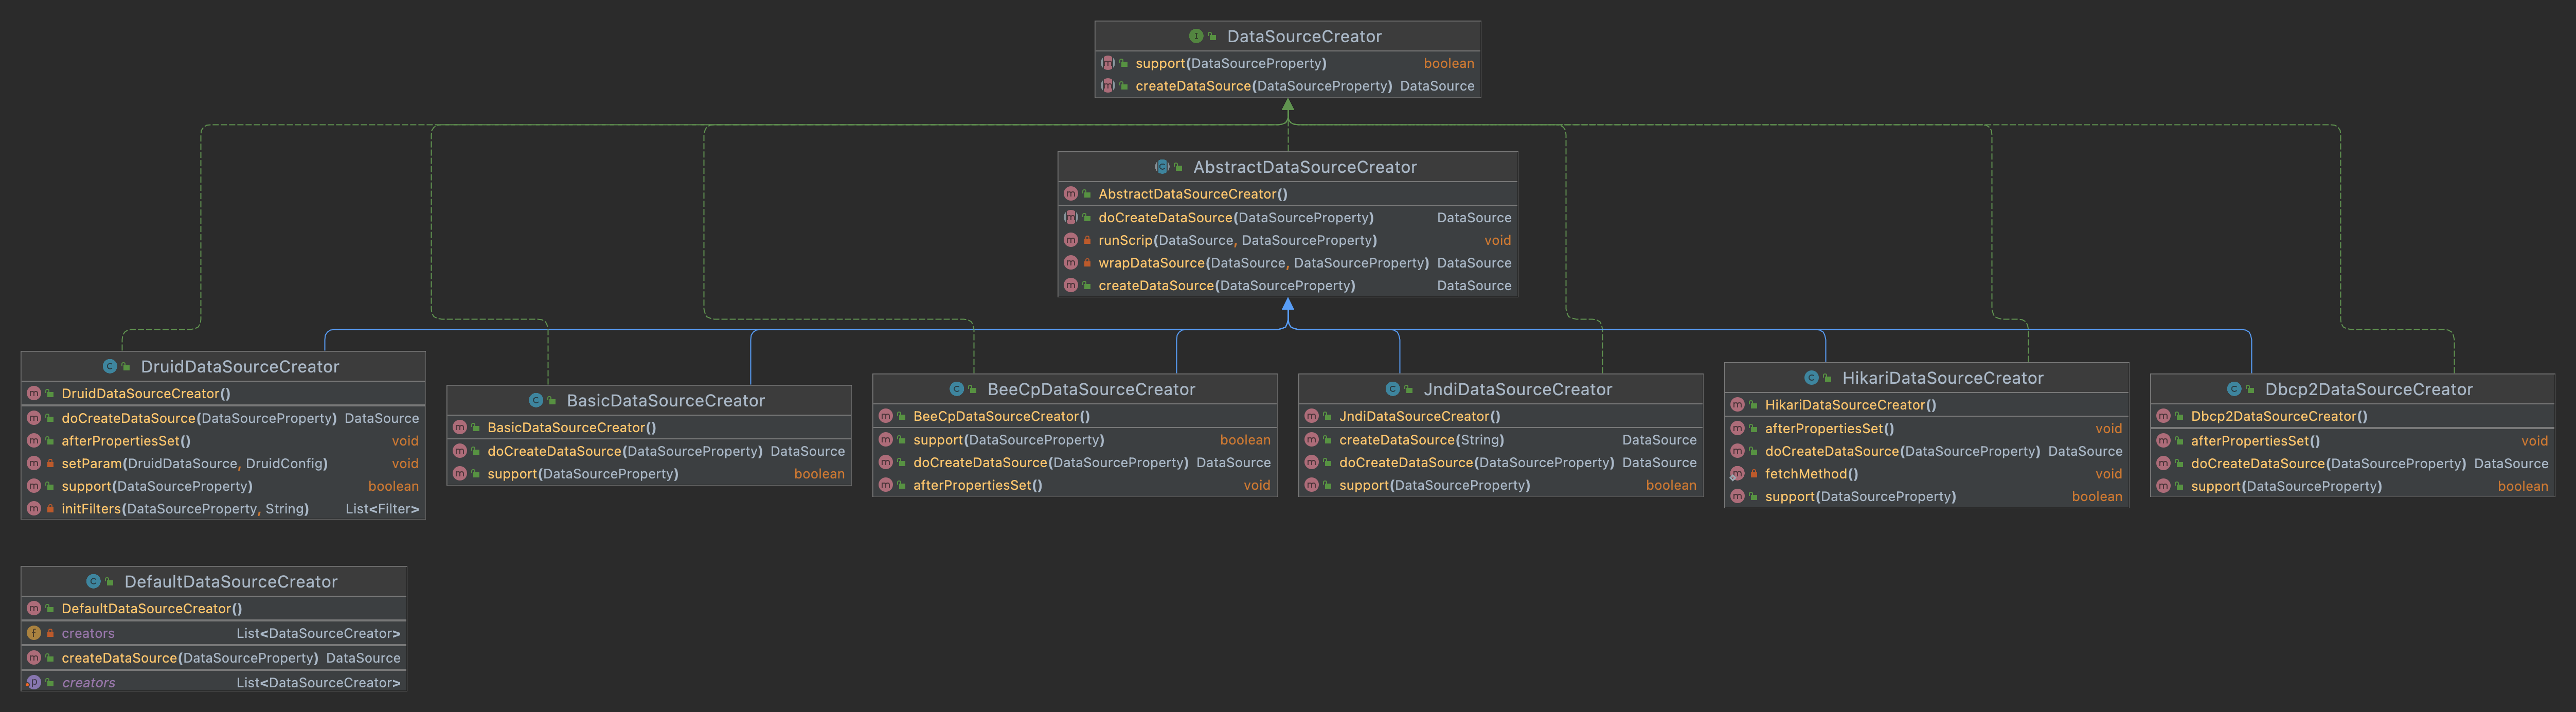 DataSourceCreator
support(DataSourceProperty) boolean
createDataSource(DataSourceProperty) DataSource
AbstractDataSourceCreator
AbstractDataSourceCreator()
doCreateDataSource(DataSourceProperty) DataSource
runScrip(DataSource, DataSourceProperty) void
wrapDataSource(DataSource, DataSourceProperty) DataSource
createDataSource(DataSourceProperty) DataSource
DruidDataSourceCreator
DruidDataSourceCreator()
doCreateDataSource(DataSourceProperty) DataSource
afterPropertiesSet() void
setParam(DruidDataSource, DruidConfig) void
support(DataSourceProperty) boolean
initFilters(DataSourceProperty, String) List<Filter>
BasicDataSourceCreator
BasicDataSourceCreator()
doCreateDataSource(DataSourceProperty) DataSource
support(DataSourceProperty) boolean
BeeCpDataSourceCreator
BeeCpDataSourceCreator()
support(DataSourceProperty) boolean
doCreateDataSource(DataSourceProperty) DataSource
afterPropertiesSet() void
JndiDataSourceCreator
JndiDataSourceCreator()
createDataSource(String) DataSource
doCreateDataSource(DataSourceProperty) DataSource
support(DataSourceProperty) boolean
HikariDataSourceCreator
HikariDataSourceCreator()
afterPropertiesSet() void
doCreateDataSource(DataSourceProperty) DataSource
fetchMethod() void
support(DataSourceProperty) boolean
Dbcp2DataSourceCreator
Dbcp2DataSourceCreator()
afterPropertiesSet() void
doCreateDataSource(DataSourceProperty) DataSource
support(DataSourceProperty) boolean
DefaultDataSourceCreator
DefaultDataSourceCreator()
creators List<DataSourceCreator>
createDataSource(DataSourceProperty) DataSource
creators List<DataSourceCreator>